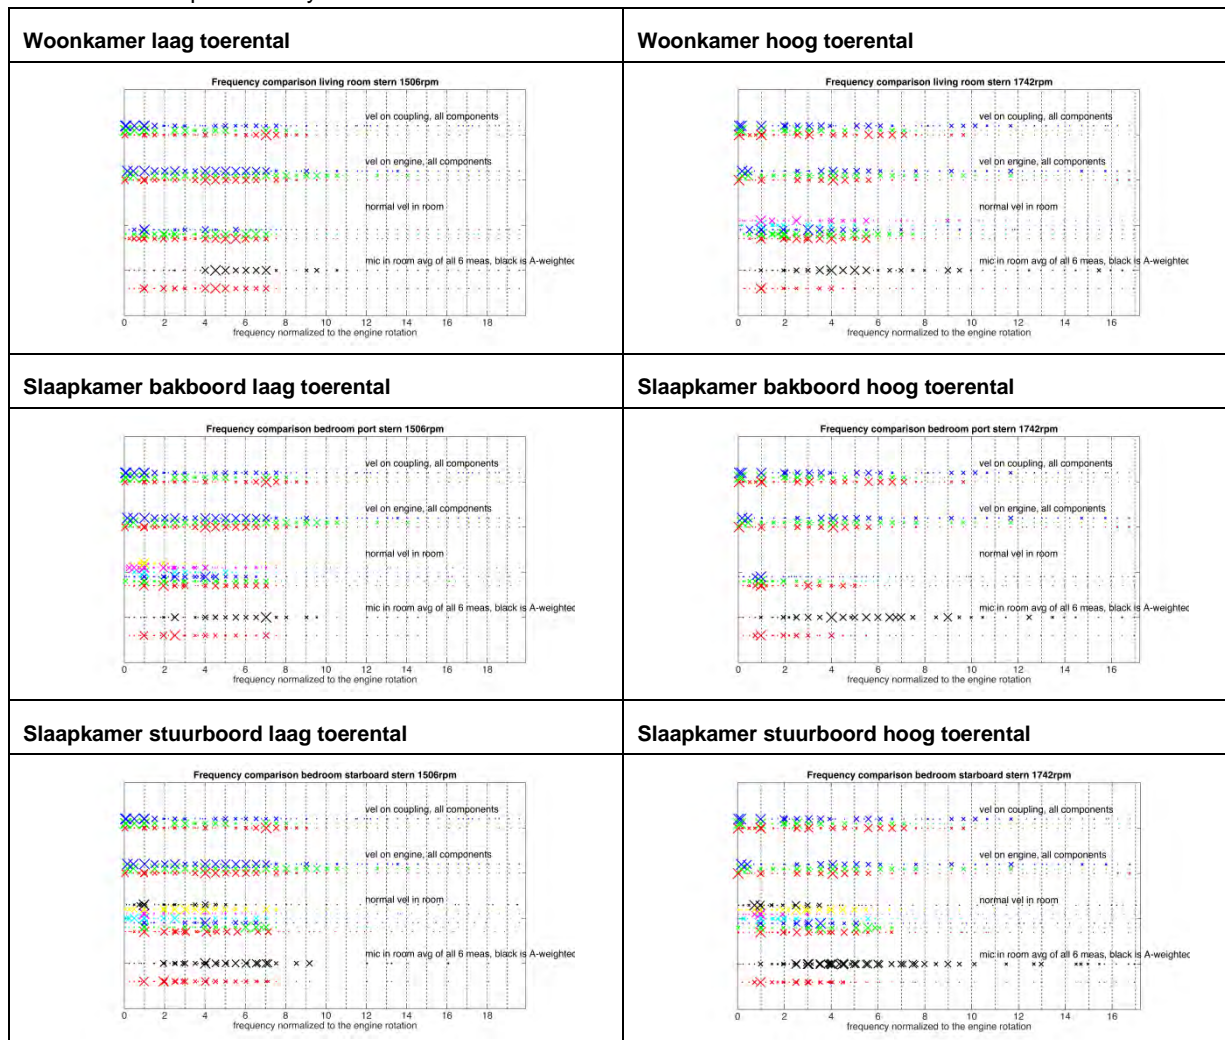 Woonkamer laag toerental
Woonkamer hoog toerental
Frequency comparison living room stern 1506rpm
vel on coupling, all components
vel on engine, all components
normal vel in room
mic in room avg of all 6 meas, black is A-weighted
0 2 4 6 8 10 12 14 16 18
frequency normalized to the engine rotation
Frequency comparison living room stern 1742rpm
vel on coupling, all components
vel on engine, all components
normal vel in room
mic in room avg of all 6 meas, black is A-weighted
0 2 4 6 8 10 12 14 16
frequency normalized to the engine rotation
Slaapkamer bakboord laag toerental
Slaapkamer bakboord hoog toerental
Frequency comparison bedroom port stern 1506rpm
vel on coupling, all components
vel on engine, all components
normal vel in room
mic in room avg of all 6 meas, black is A-weighted
0 2 4 6 8 10 12 14 16 18
frequency normalized to the engine rotation
Frequency comparison bedroom port stern 1742rpm
vel on coupling, all components
vel on engine, all components
normal vel in room
mic in room avg of all 6 meas, black is A-weighted
0 2 4 6 8 10 12 14 16
frequency normalized to the engine rotation
Slaapkamer stuurboord laag toerental
Slaapkamer stuurboord hoog toerental
Frequency comparison bedroom starboard stern 1506rpm
vel on coupling, all components
vel on engine, all components
normal vel in room
mic in room avg of all 6 meas, black is A-weighted
0 2 4 6 8 10 12 14 16 18
frequency normalized to the engine rotation
Frequency comparison bedroom starboard stern 1742rpm
vel on coupling, all components
vel on engine, all components
normal vel in room
mic in room avg of all 6 meas, black is A-weighted
0 2 4 6 8 10 12 14 16
frequency normalized to the engine rotation